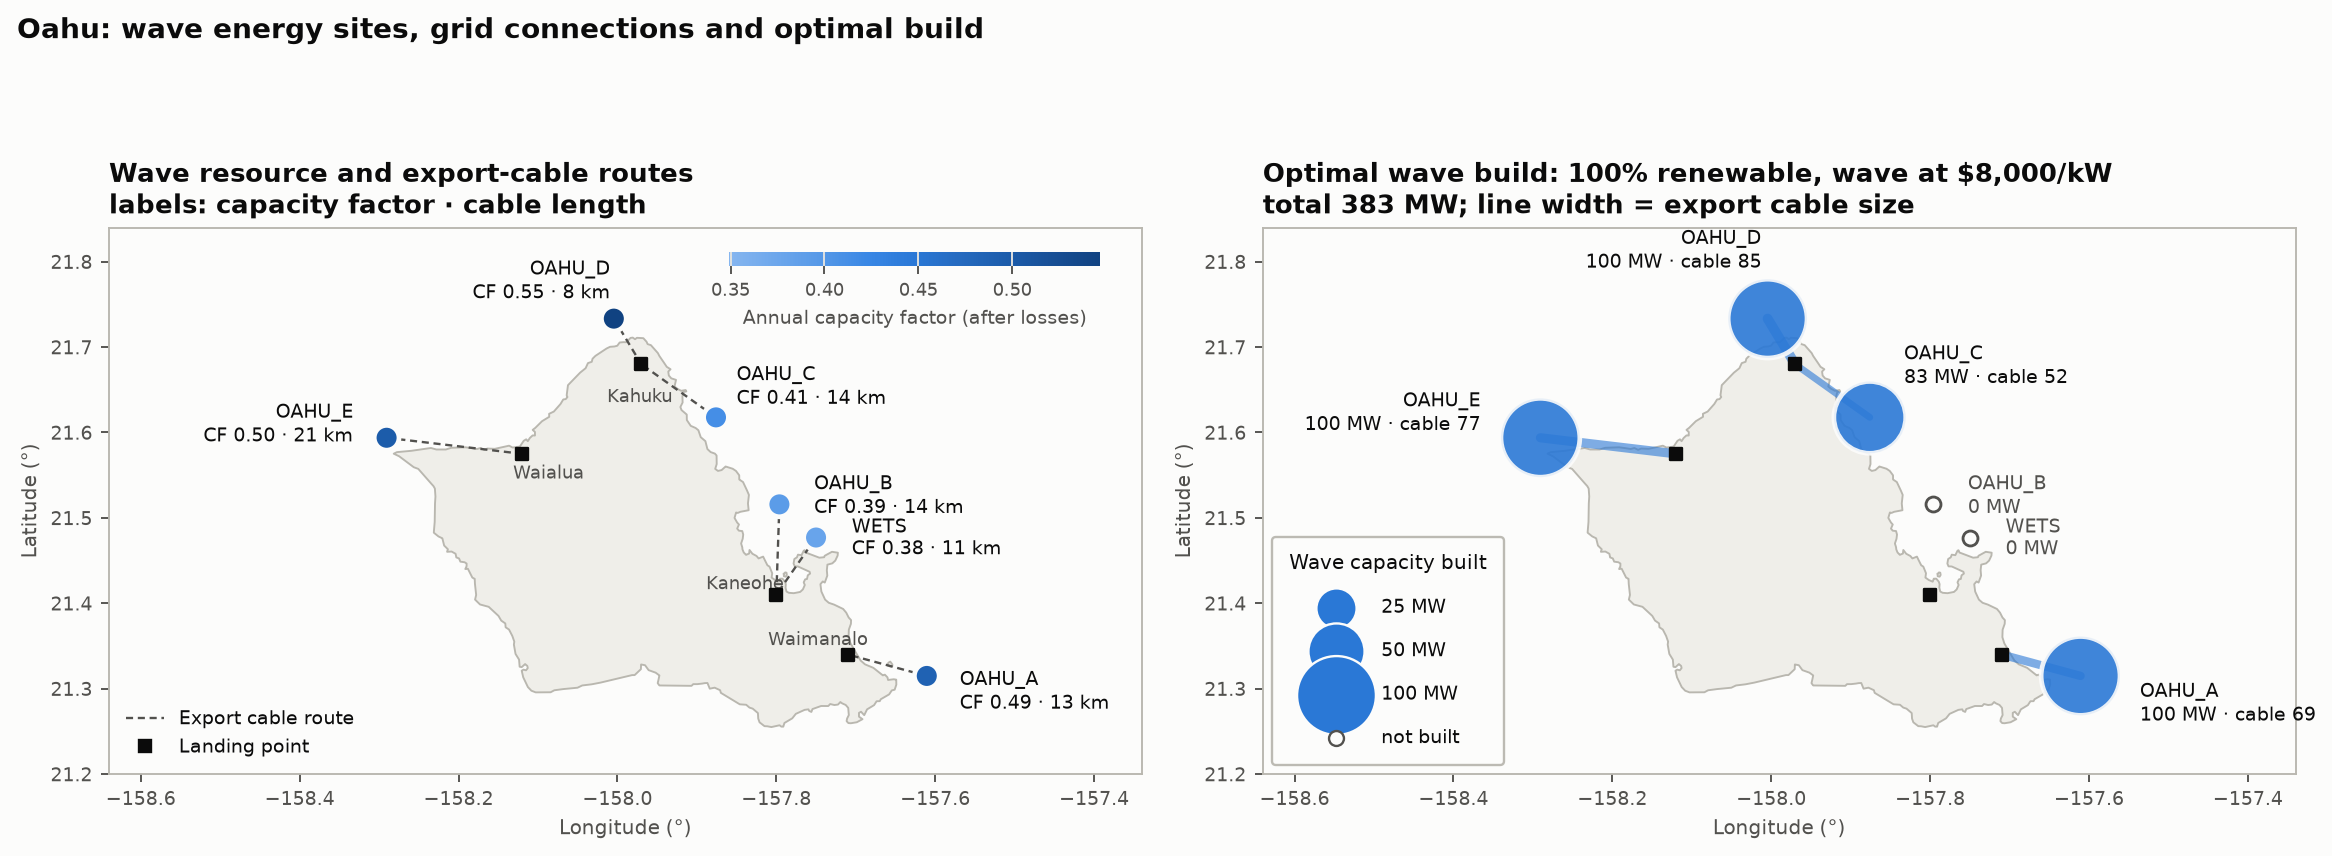 Oahu: wave energy sites, grid connections and optimal build
Wave resource and export-cable routes
labels: capacity factor · cable length
21.8
21.7
21.6
21.5
21.4
21.3
21.2
Latitude (°)
−158.6
−158.4
−158.2
−158.0
−157.8
−157.6
−157.4
Longitude (°)
OAHU_D
CF 0.55 · 8 km
0.35
0.40
0.45
0.50
Annual capacity factor (after losses)
OAHU_C
CF 0.41 · 14 km
Kahuku
OAHU_E
CF 0.50 · 21 km
Waialua
OAHU_B
CF 0.39 · 14 km
WETS
CF 0.38 · 11 km
Kaneohe
Waimanalo
OAHU_A
CF 0.49 · 13 km
Export cable route
Landing point
Optimal wave build: 100% renewable, wave at $8,000/kW
total 383 MW; line width = export cable size
21.8
21.7
21.6
21.5
21.4
21.3
21.2
Latitude (°)
−158.6
−158.4
−158.2
−158.0
−157.8
−157.6
−157.4
Longitude (°)
OAHU_D
100 MW · cable 85
OAHU_C
83 MW · cable 52
OAHU_E
100 MW · cable 77
OAHU_B
0 MW
WETS
0 MW
OAHU_A
100 MW · cable 69
Wave capacity built
25 MW
50 MW
100 MW
not built